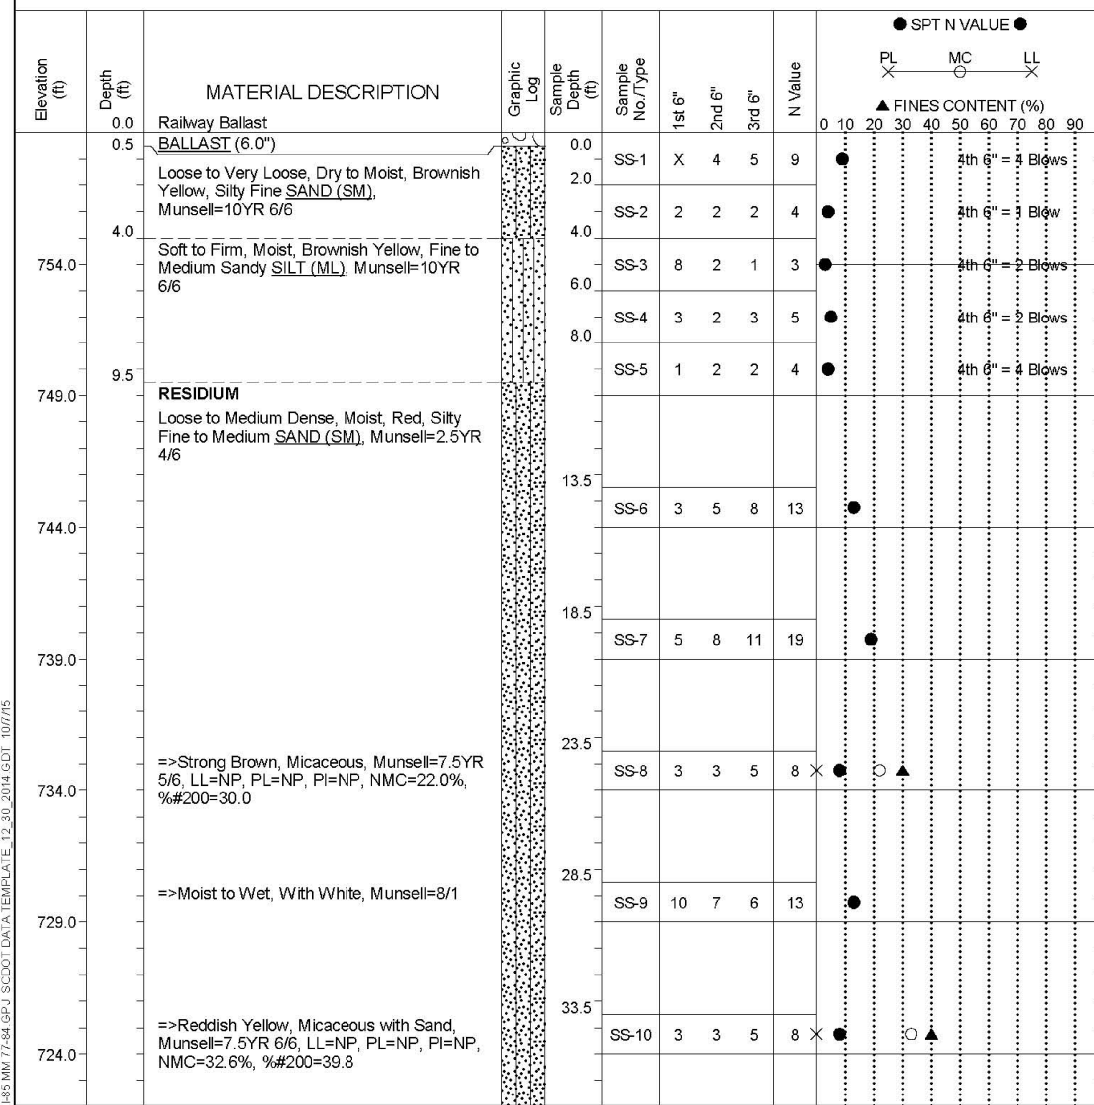 ● SPT N VALUE ●
PL MC LL
▲ FINES CONTENT (%)
Elevation (ft)
Depth (ft)
MATERIAL DESCRIPTION
Graphic Log
Sample Depth (ft)
Sample No./Type
1st 6"
2nd 6"
3rd 6"
N Value
0 10 20 30 40 50 60 70 80 90
0.0 Railway Ballast
0.5 BALLAST (6.0") 0.0
SS-1 X 4 5 9 4th 6" = 4 Blows
Loose to Very Loose, Dry to Moist, Brownish
Yellow, Silty Fine SAND (SM),
Munsell=10YR 6/6
2.0
SS-2 2 2 2 4 4th 6" = 1 Blow
4.0 4.0
Soft to Firm, Moist, Brownish Yellow, Fine to
Medium Sandy SILT (ML), Munsell=10YR
6/6
754.0 SS-3 8 2 1 3 4th 6" = 2 Blows
6.0
SS-4 3 2 3 5 4th 6" = 2 Blows
8.0
SS-5 1 2 2 4 4th 6" = 4 Blows
9.5
749.0 RESIDIUM
Loose to Medium Dense, Moist, Red, Silty
Fine to Medium SAND (SM), Munsell=2.5YR
4/6
13.5
SS-6 3 5 8 13
744.0
18.5
SS-7 5 8 11 19
739.0
23.5
=>Strong Brown, Micaceous, Munsell=7.5YR
5/6, LL=NP, PL=NP, PI=NP, NMC=22.0%,
%#200=30.0
SS-8 3 3 5 8
734.0
28.5
=>Moist to Wet, With White, Munsell=8/1
SS-9 10 7 6 13
729.0
33.5
=>Reddish Yellow, Micaceous with Sand,
Munsell=7.5YR 6/6, LL=NP, PL=NP, PI=NP,
NMC=32.6%, %#200=39.8
SS-10 3 3 5 8
724.0
I-85 MM 77-84.GPJ SCDOT DATA TEMPLATE_12_30_2014.GDT 10/7/15